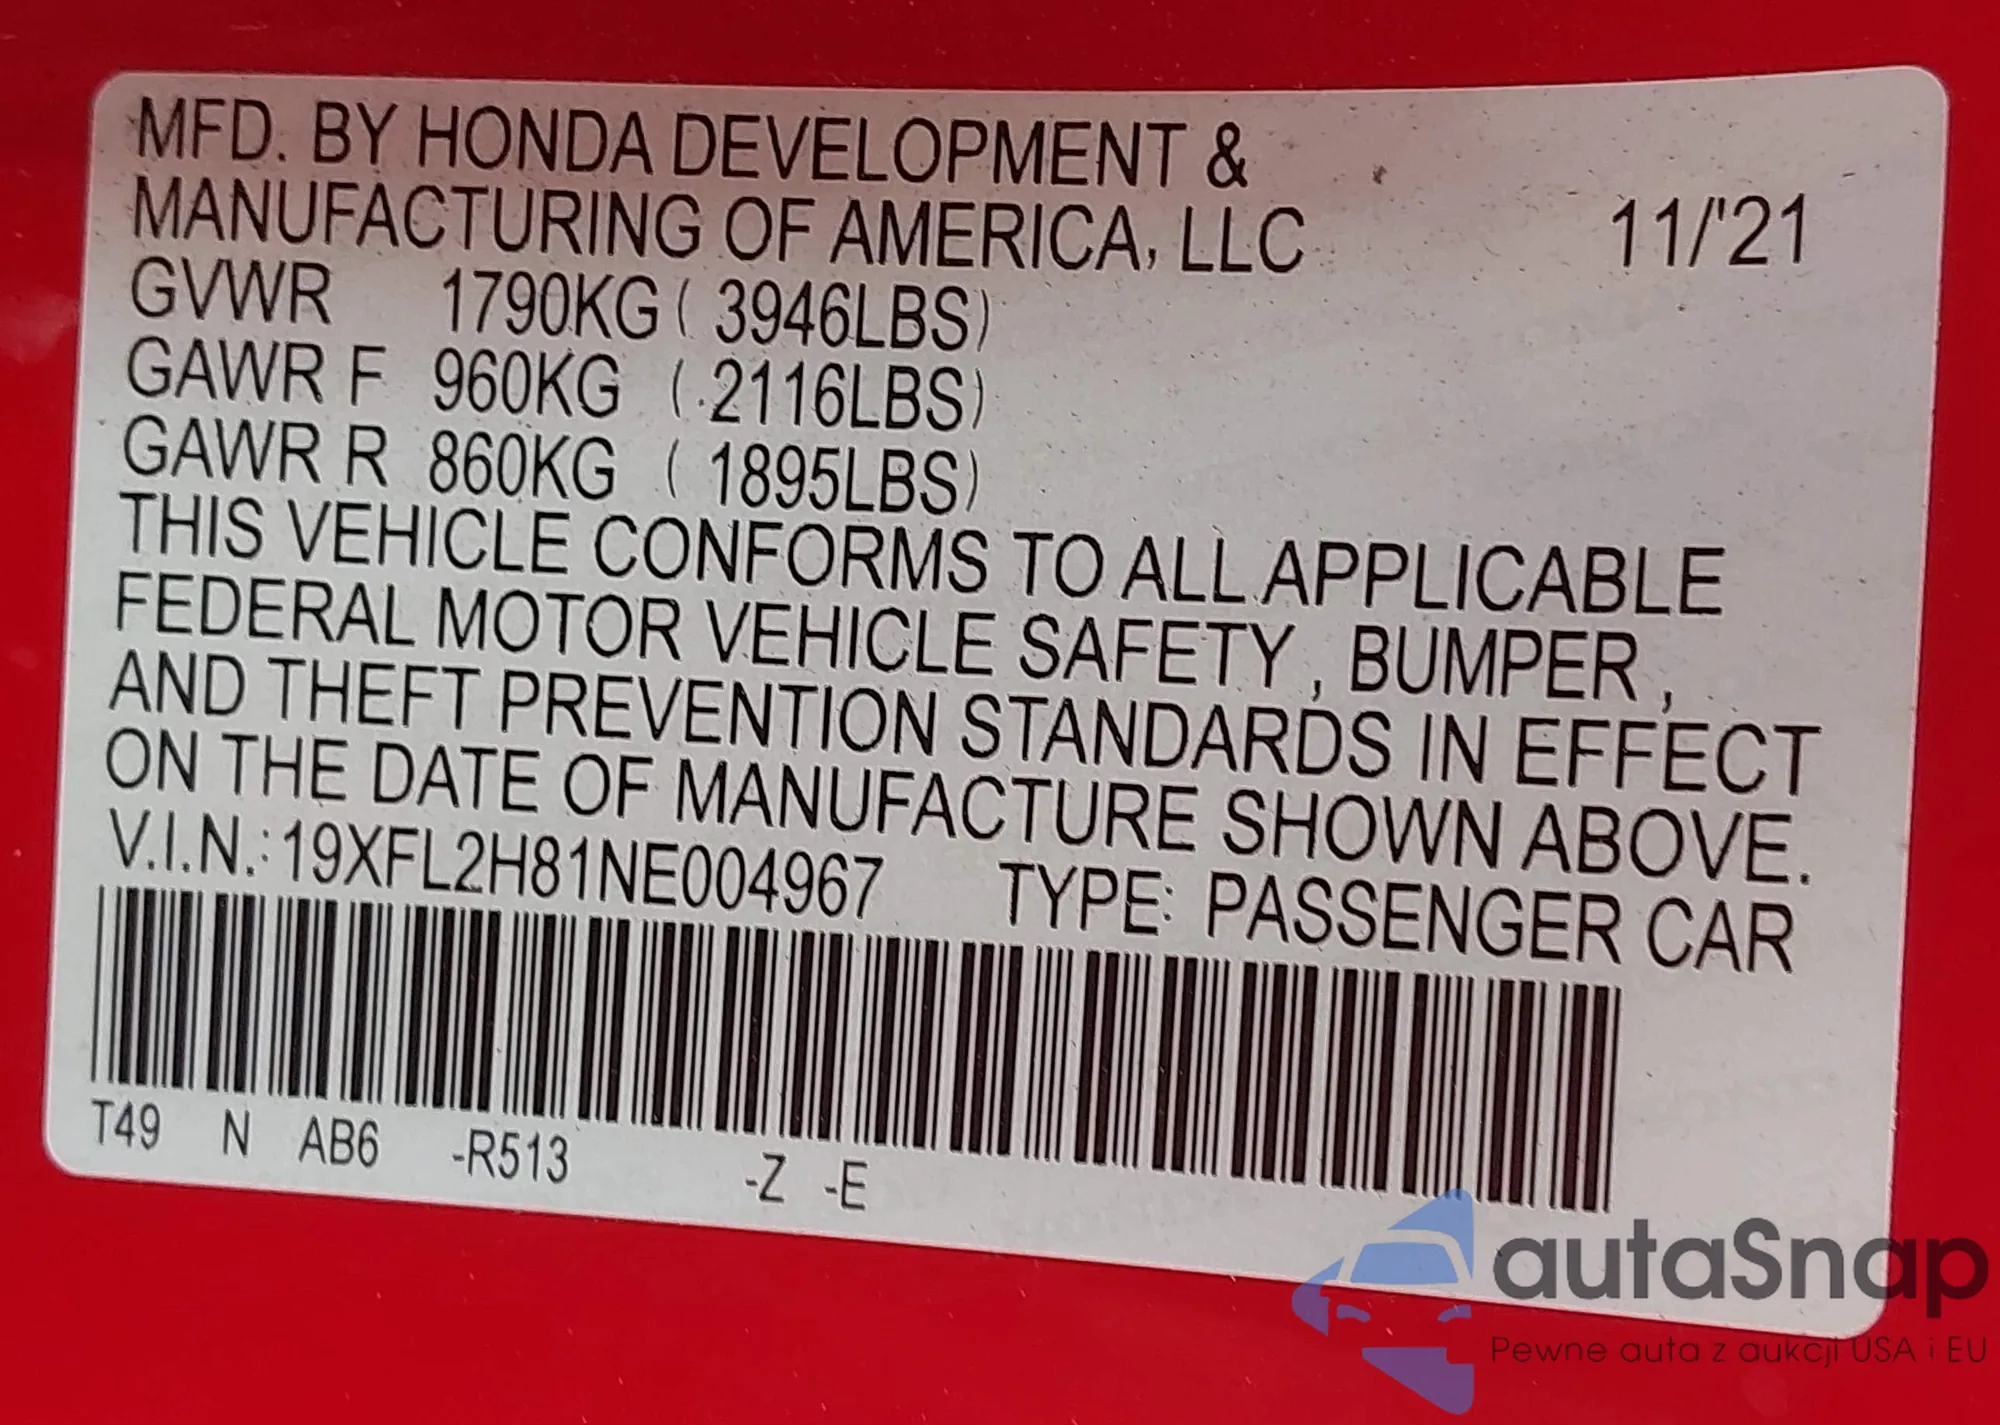 MFD. BY HONDA DEVELOPMENT &
MANUFACTURING OF AMERICA, LLC 11/'21
GVWR 1790KG ( 3946LBS)
GAWR F 960KG ( 2116LBS)
GAWR R 860KG ( 1895LBS)
THIS VEHICLE CONFORMS TO ALL APPLICABLE
FEDERAL MOTOR VEHICLE SAFETY , BUMPER ,
AND THEFT PREVENTION STANDARDS IN EFFECT
ON THE DATE OF MANUFACTURE SHOWN ABOVE.
V.I.N.: 19XFL2H81NE004967 TYPE: PASSENGER CAR
T49 N AB6 -R513 -Z -E
autaSnap
Pewne auta z aukcji USA i EU